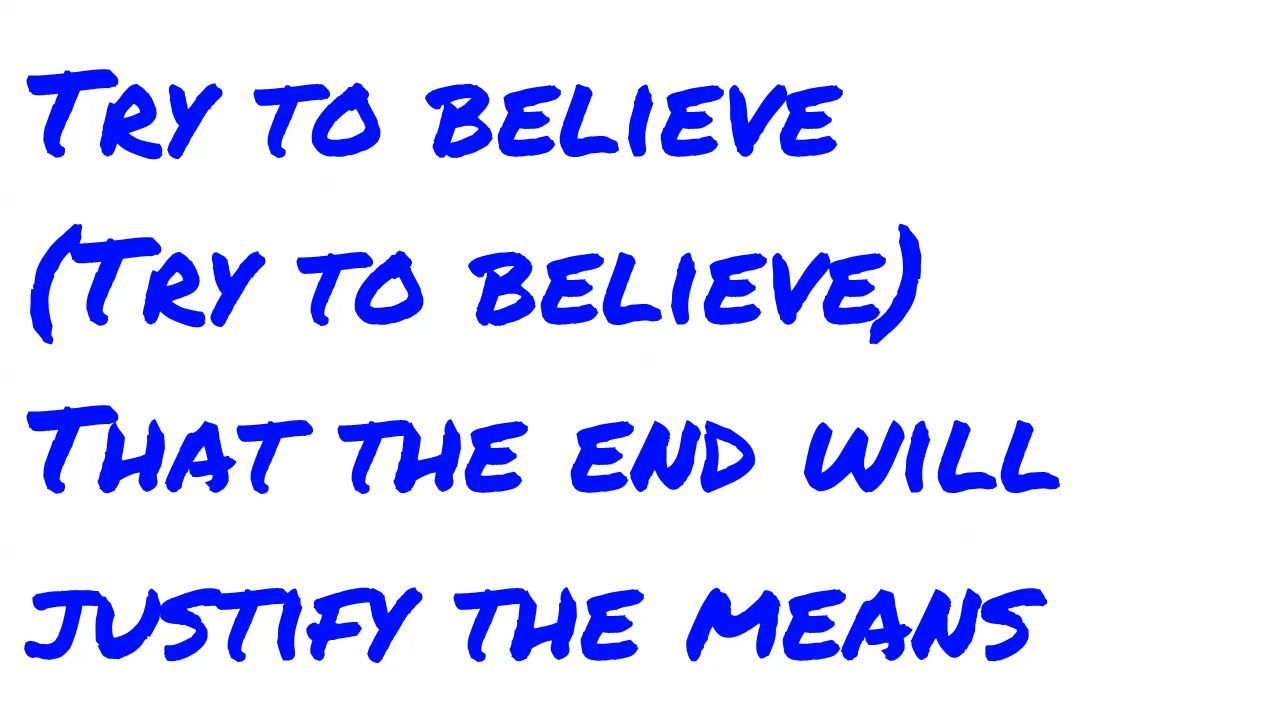 Try to believe
(Try to believe)
That the end will
justify the means